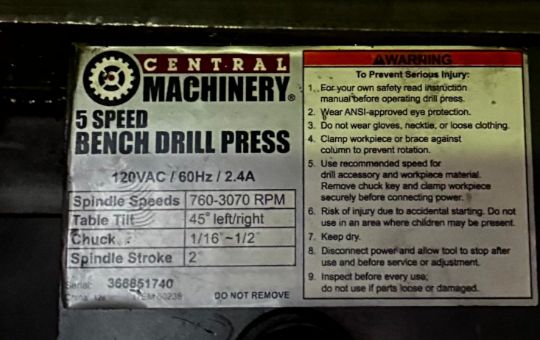 CENTRAL
MACHINERY®
5 SPEED
BENCH DRILL PRESS
120VAC / 60Hz / 2.4A
Spindle Speeds 760-3070 RPM
Table Tilt 45° left/right
Chuck 1/16"~1/2"
Spindle Stroke 2"
Serial: 366851740
ITEM 60238 DO NOT REMOVE
WARNING
To Prevent Serious Injury:
1. For your own safety read instruction
manual before operating drill press.
2. Wear ANSI-approved eye protection.
3. Do not wear gloves, necktie, or loose clothing.
4. Clamp workpiece or brace against
column to prevent rotation.
5. Use recommended speed for
drill accessory and workpiece material.
Remove chuck key and clamp workpiece
securely before connecting power.
6. Risk of injury due to accidental starting. Do not
use in an area where children may be present.
7. Keep dry.
8. Disconnect power and allow tool to stop after
use and before service or adjustment.
9. Inspect before every use;
do not use if parts loose or damaged.